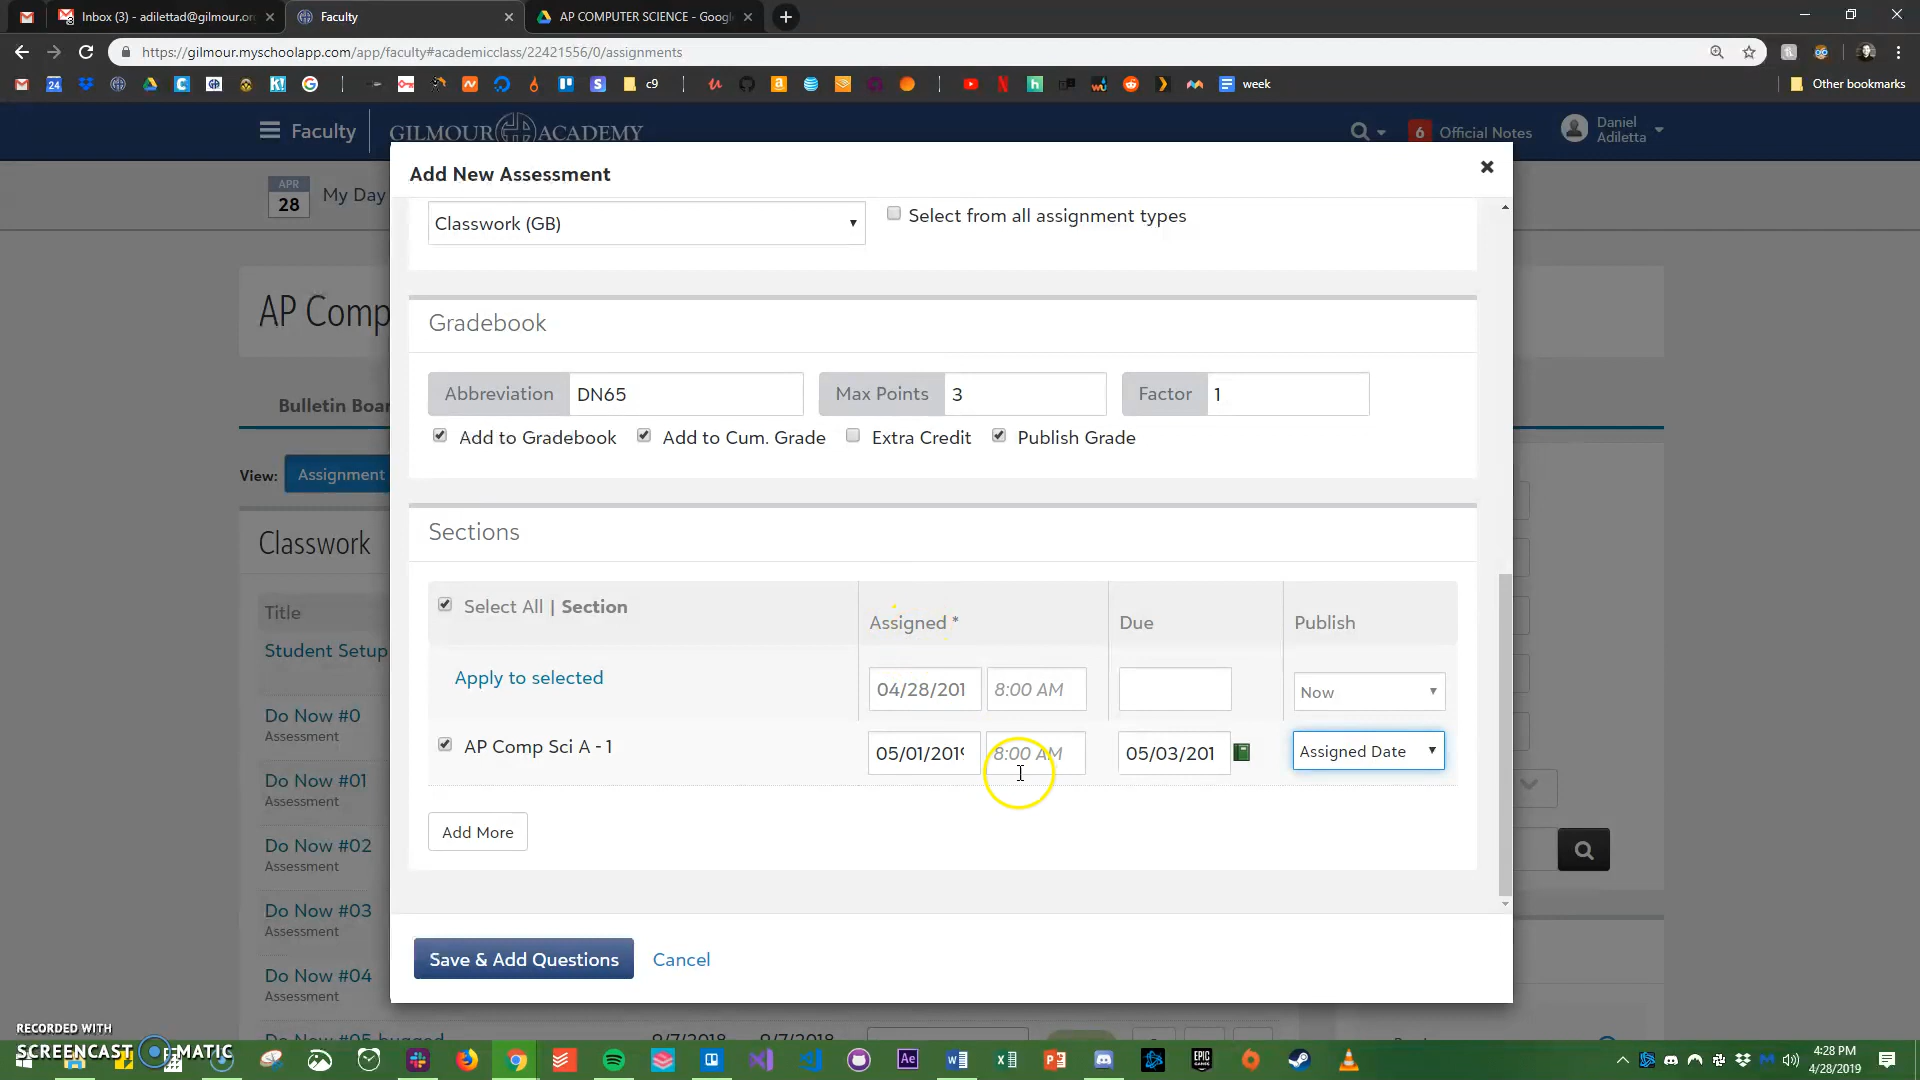 Inbox (3) - adilettad@gilmour.or
Faculty
AP COMPUTER SCIENCE - Googl
https://gilmour.myschoolapp.com/app/faculty#academicclass/22421556/0/assignments
24
c9
week
Other bookmarks
Faculty
GILMOUR ACADEMY
6 Official Notes
Daniel
Adiletta
APR
28
My Day
AP Comp
Bulletin Boar
View:
Assignment
Classwork
Title
Student Setup
Do Now #0
Assessment
Do Now #01
Assessment
Do Now #02
Assessment
Do Now #03
Assessment
Do Now #04
Assessment
Do Now #05 bugged
9/7/2018
9/7/2018
Add New Assessment
Classwork (GB)
Select from all assignment types
Gradebook
Abbreviation DN65
Max Points 3
Factor 1
Add to Gradebook
Add to Cum. Grade
Extra Credit
Publish Grade
Sections
Select All | Section
Assigned *
Due
Publish
Apply to selected
04/28/201
8:00 AM
Now
AP Comp Sci A - 1
05/01/2019
8:00 AM
05/03/201
Assigned Date
Add More
Save & Add Questions
Cancel
RECORDED WITH
SCREENCAST MATIC
4:28 PM
4/28/2019